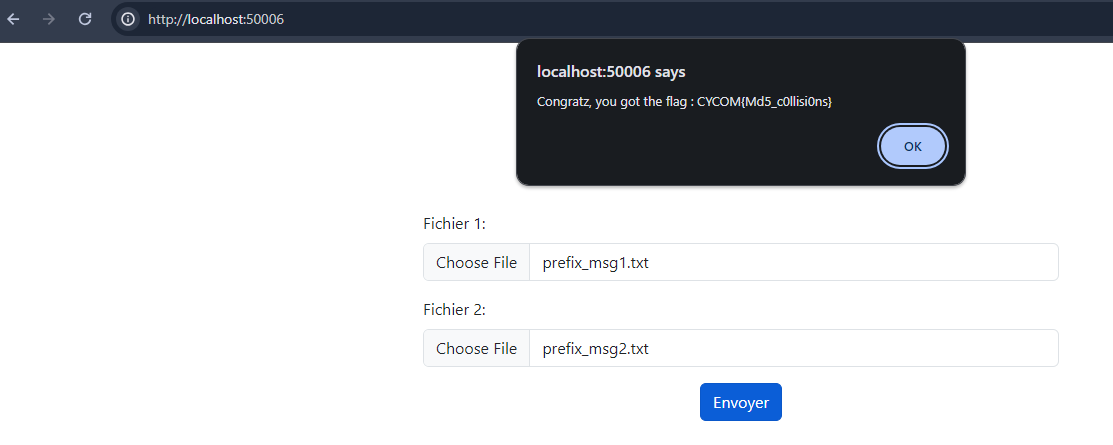 http://localhost:50006
localhost:50006 says
Congratz, you got the flag : CYCOM{Md5_c0llisi0ns}
OK
Fichier 1:
Choose File prefix_msg1.txt
Fichier 2:
Choose File prefix_msg2.txt
Envoyer